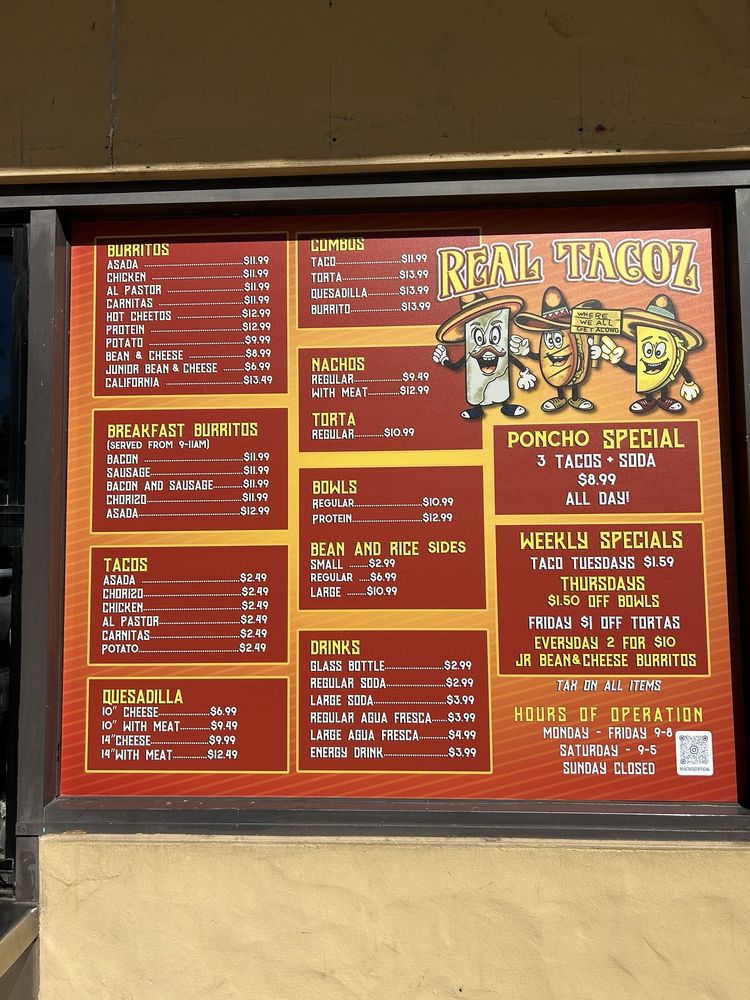 BURRITOS
ASADA ........ $11.99
CHICKEN ........ $11.99
AL PASTOR ........ $11.99
CARNITAS ........ $11.99
HOT CHEETOS ........ $12.99
PROTEIN ........ $12.99
POTATO ........ $9.99
BEAN & CHEESE ........ $8.99
JUNIOR BEAN & CHEESE ........ $6.99
CALIFORNIA ........ $13.49
BREAKFAST BURRITOS
(SERVED FROM 9-11AM)
BACON ........ $11.99
SAUSAGE ........ $11.99
BACON AND SAUSAGE ........ $11.99
CHORIZO ........ $11.99
ASADA ........ $12.99
TACOS
ASADA ........ $2.49
CHORIZO ........ $2.49
CHICKEN ........ $2.49
AL PASTOR ........ $2.49
CARNITAS ........ $2.49
POTATO ........ $2.49
QUESADILLA
10" CHEESE ........ $6.99
10" WITH MEAT ........ $9.49
14"CHEESE ........ $9.99
14"WITH MEAT ........ $12.49
COMBOS
TACO ........ $11.99
TORTA ........ $13.99
QUESADILLA ........ $13.99
BURRITO ........ $13.99
NACHOS
REGULAR ........ $9.49
WITH MEAT ........ $12.99
TORTA
REGULAR ........ $10.99
BOWLS
REGULAR ........ $10.99
PROTEIN ........ $12.99
BEAN AND RICE SIDES
SMALL ........ $2.99
REGULAR ........ $6.99
LARGE ........ $10.99
DRINKS
GLASS BOTTLE ........ $2.99
REGULAR SODA ........ $2.99
LARGE SODA ........ $3.99
REGULAR AGUA FRESCA ........ $3.99
LARGE AGUA FRESCA ........ $4.99
ENERGY DRINK ........ $3.99
REAL TACOZ
WHERE
WE ALL
GET ALONG
PONCHO SPECIAL
3 TACOS + SODA
$8.99
ALL DAY!
WEEKLY SPECIALS
TACO TUESDAYS $1.59
THURSDAYS
$1.50 OFF BOWLS
FRIDAY $1 OFF TORTAS
EVERYDAY 2 FOR $10
JR BEAN&CHEESE BURRITOS
TAX ON ALL ITEMS
HOURS OF OPERATION
MONDAY - FRIDAY 9-8
SATURDAY - 9-5
SUNDAY CLOSED
REALTACOZOFFICIAL